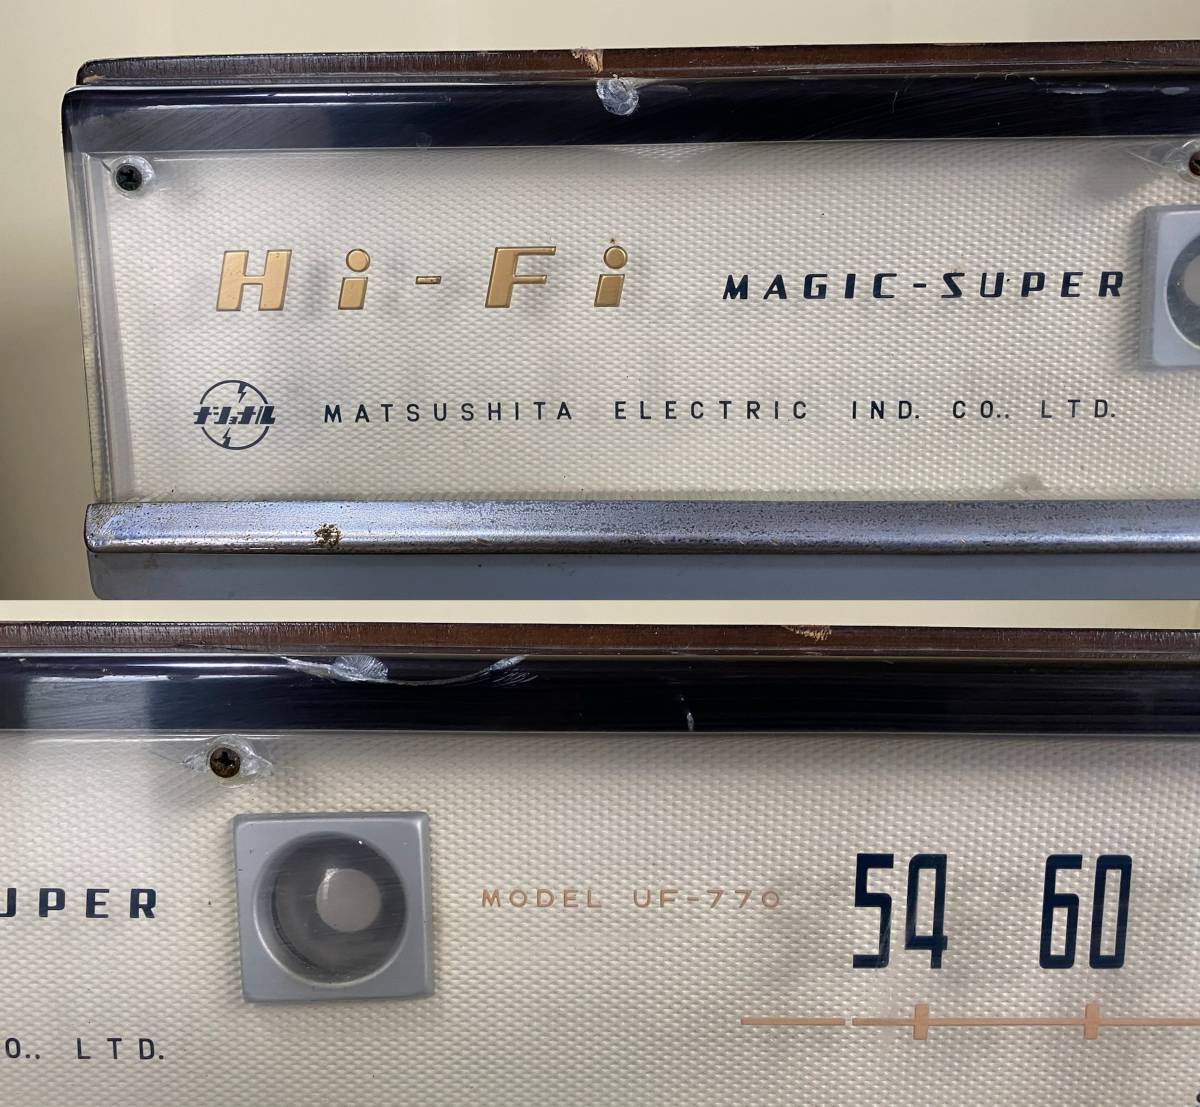 Hi-Fi MAGIC-SUPER
ナショナル MATSUSHITA ELECTRIC IND. CO., LTD.
UPER MODEL UF-770 54 60
O., LTD.